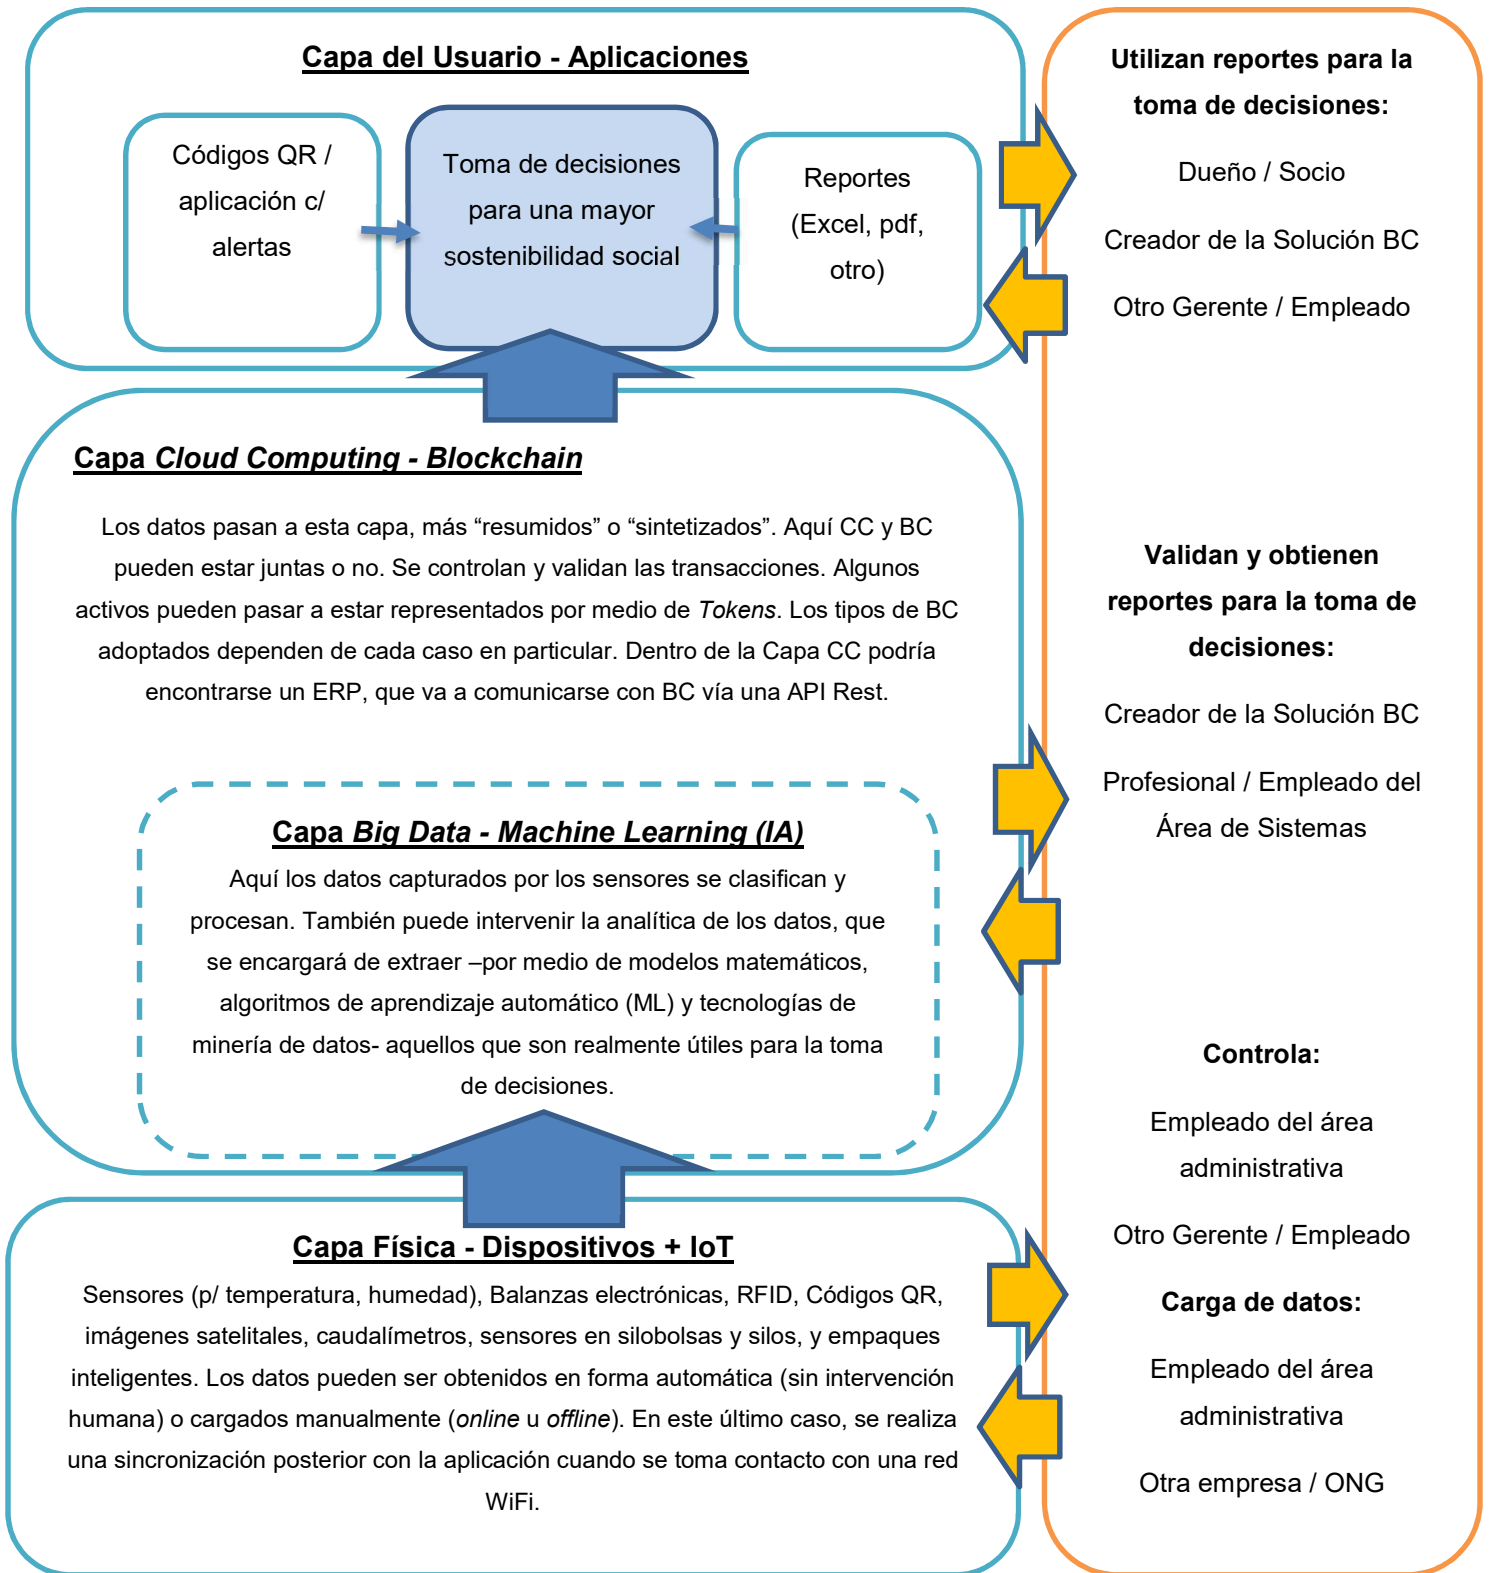 Capa del Usuario - Aplicaciones
Códigos QR /
aplicación c/
alertas
Toma de decisiones
para una mayor
sostenibilidad social
Reportes
(Excel, pdf,
otro)
Capa Cloud Computing - Blockchain
Los datos pasan a esta capa, más “resumidos” o “sintetizados”. Aquí CC y BC
pueden estar juntas o no. Se controlan y validan las transacciones. Algunos
activos pueden pasar a estar representados por medio de Tokens. Los tipos de BC
adoptados dependen de cada caso en particular. Dentro de la Capa CC podría
encontrarse un ERP, que va a comunicarse con BC vía una API Rest.
Capa Big Data - Machine Learning (IA)
Aquí los datos capturados por los sensores se clasifican y
procesan. También puede intervenir la analítica de los datos, que
se encargará de extraer –por medio de modelos matemáticos,
algoritmos de aprendizaje automático (ML) y tecnologías de
minería de datos- aquellos que son realmente útiles para la toma
de decisiones.
Capa Física - Dispositivos + IoT
Sensores (p/ temperatura, humedad), Balanzas electrónicas, RFID, Códigos QR,
imágenes satelitales, caudalímetros, sensores en silobolsas y silos, y empaques
inteligentes. Los datos pueden ser obtenidos en forma automática (sin intervención
humana) o cargados manualmente (online u offline). En este último caso, se realiza
una sincronización posterior con la aplicación cuando se toma contacto con una red
WiFi.
Utilizan reportes para la
toma de decisiones:
Dueño / Socio
Creador de la Solución BC
Otro Gerente / Empleado
Validan y obtienen
reportes para la toma de
decisiones:
Creador de la Solución BC
Profesional / Empleado del
Área de Sistemas
Controla:
Empleado del área
administrativa
Otro Gerente / Empleado
Carga de datos:
Empleado del área
administrativa
Otra empresa / ONG